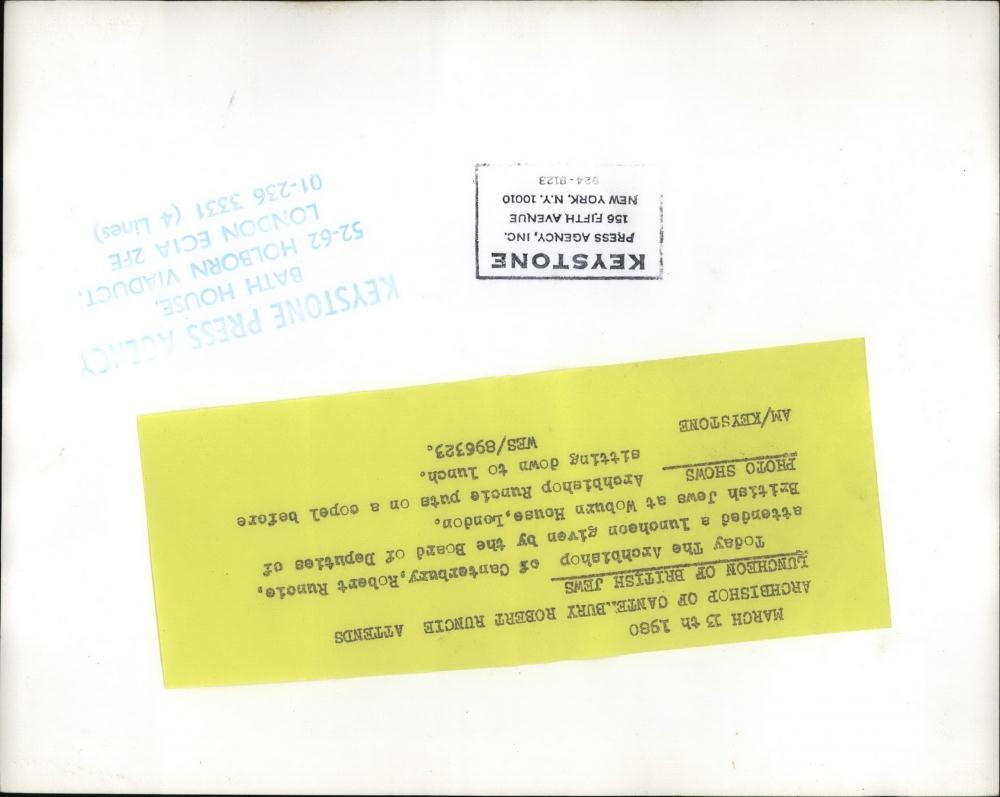 MARCH 13 th 1980
ARCHBISHOP OF CANTE..BURY ROBERT RUNCIE ATTENDS
LUNCHEON OF BRITISH JEWS
Today The Archbishop of Canterbury,Robert Runcie,
attended a luncheon given by the Board of Deputies of
British Jews at Woburn House,London.
PHOTO SHOWS Archbishop Runcie puts on a copel before
sitting down to lunch.
WES/896323.
AM/KEYSTONE
KEYSTONE
PRESS AGENCY, INC.
156 FIFTH AVENUE
NEW YORK, N.Y. 10010
924-8123
KEYSTONE PRESS AGENCY
BATH HOUSE,
52-62 HOLBORN VIADUCT,
LONDON EC1A 2FE
01-236 3331 (4 Lines)